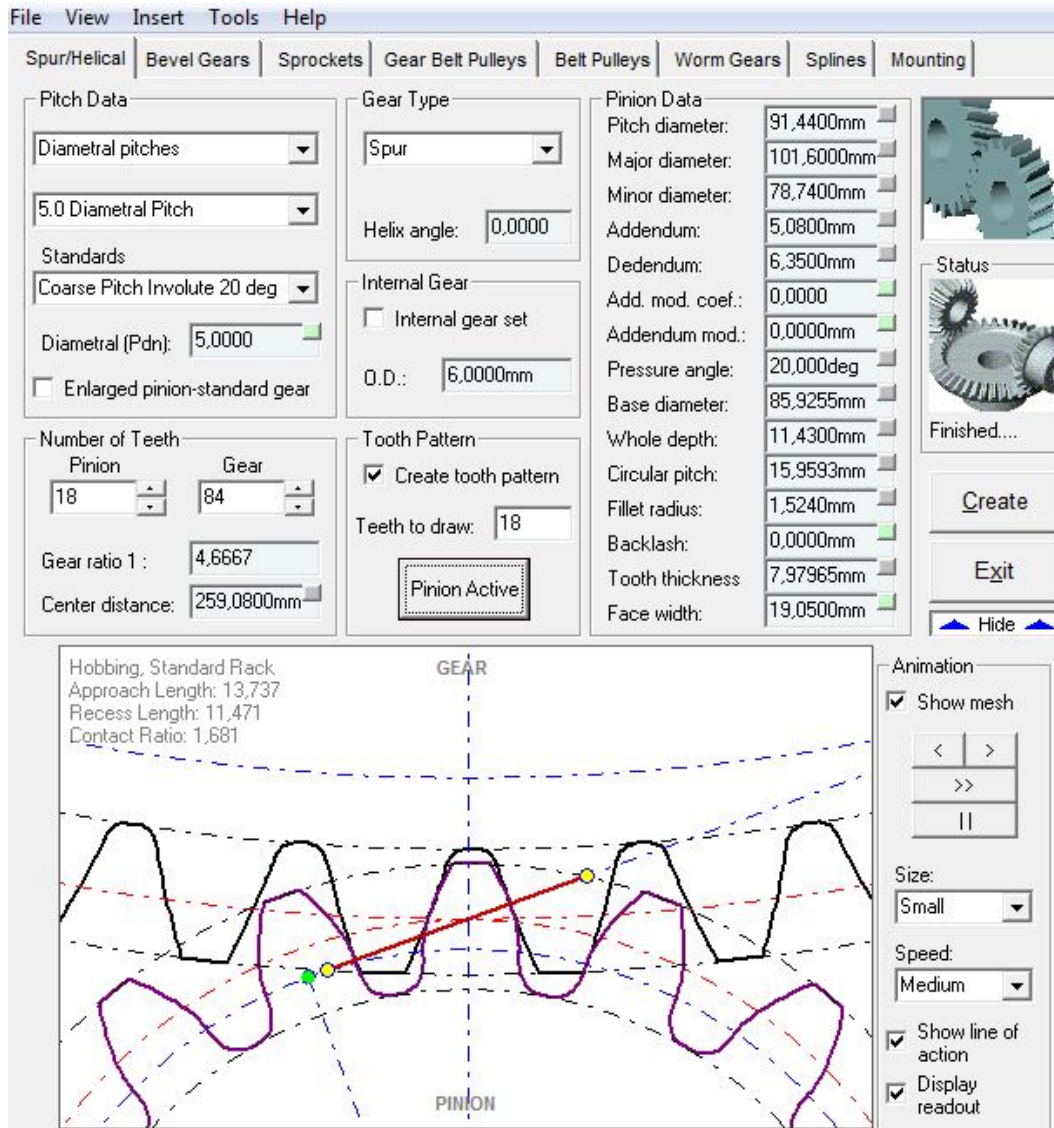 File View Insert Tools Help
Spur/Helical Bevel Gears Sprockets Gear Belt Pulleys Belt Pulleys Worm Gears Splines Mounting
Pitch Data
Diametral pitches
5.0 Diametral Pitch
Standards
Coarse Pitch Involute 20 deg
Diametral (Pdn): 5,0000
Enlarged pinion-standard gear
Number of Teeth
Pinion Gear
18 84
Gear ratio 1 : 4,6667
Center distance: 259,0800mm
Gear Type
Spur
Helix angle: 0,0000
Internal Gear
Internal gear set
O.D.: 6,0000mm
Tooth Pattern
Create tooth pattern
Teeth to draw: 18
Pinion Active
Pinion Data
Pitch diameter: 91,4400mm
Major diameter: 101,6000mm
Minor diameter: 78,7400mm
Addendum: 5,0800mm
Dedendum: 6,3500mm
Add. mod. coef.: 0,0000
Addendum mod.: 0,0000mm
Pressure angle: 20,000deg
Base diameter: 85,9255mm
Whole depth: 11,4300mm
Circular pitch: 15,9593mm
Fillet radius: 1,5240mm
Backlash: 0,0000mm
Tooth thickness 7,97965mm
Face width: 19,0500mm
Status
Finished....
Create
Exit
Hide
Hobbing, Standard Rack
Approach Length: 13,737
Recess Length: 11,471
Contact Ratio: 1,681
GEAR
PINION
Animation
Show mesh
< >
>>
||
Size:
Small
Speed:
Medium
Show line of
action
Display
readout